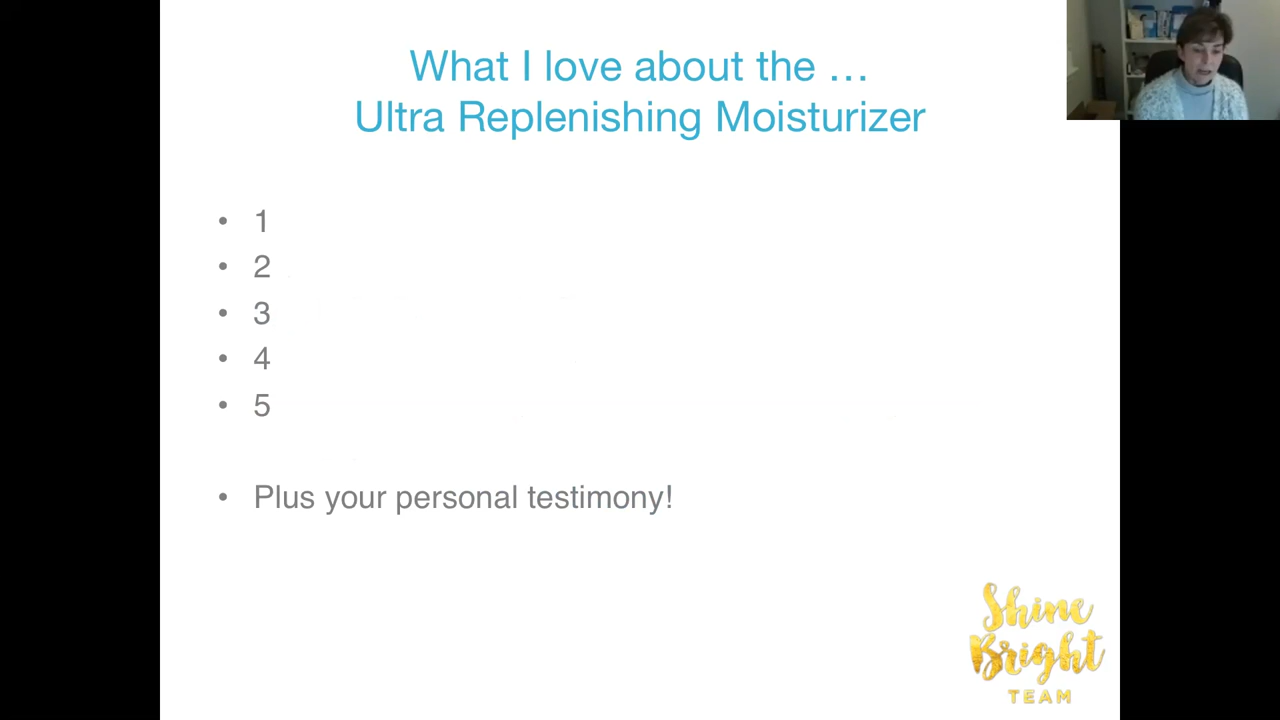 What I love about the ...
Ultra Replenishing Moisturizer
• 1
• 2
• 3
• 4
• 5
• Plus your personal testimony!
Shine
Bright
TEAM